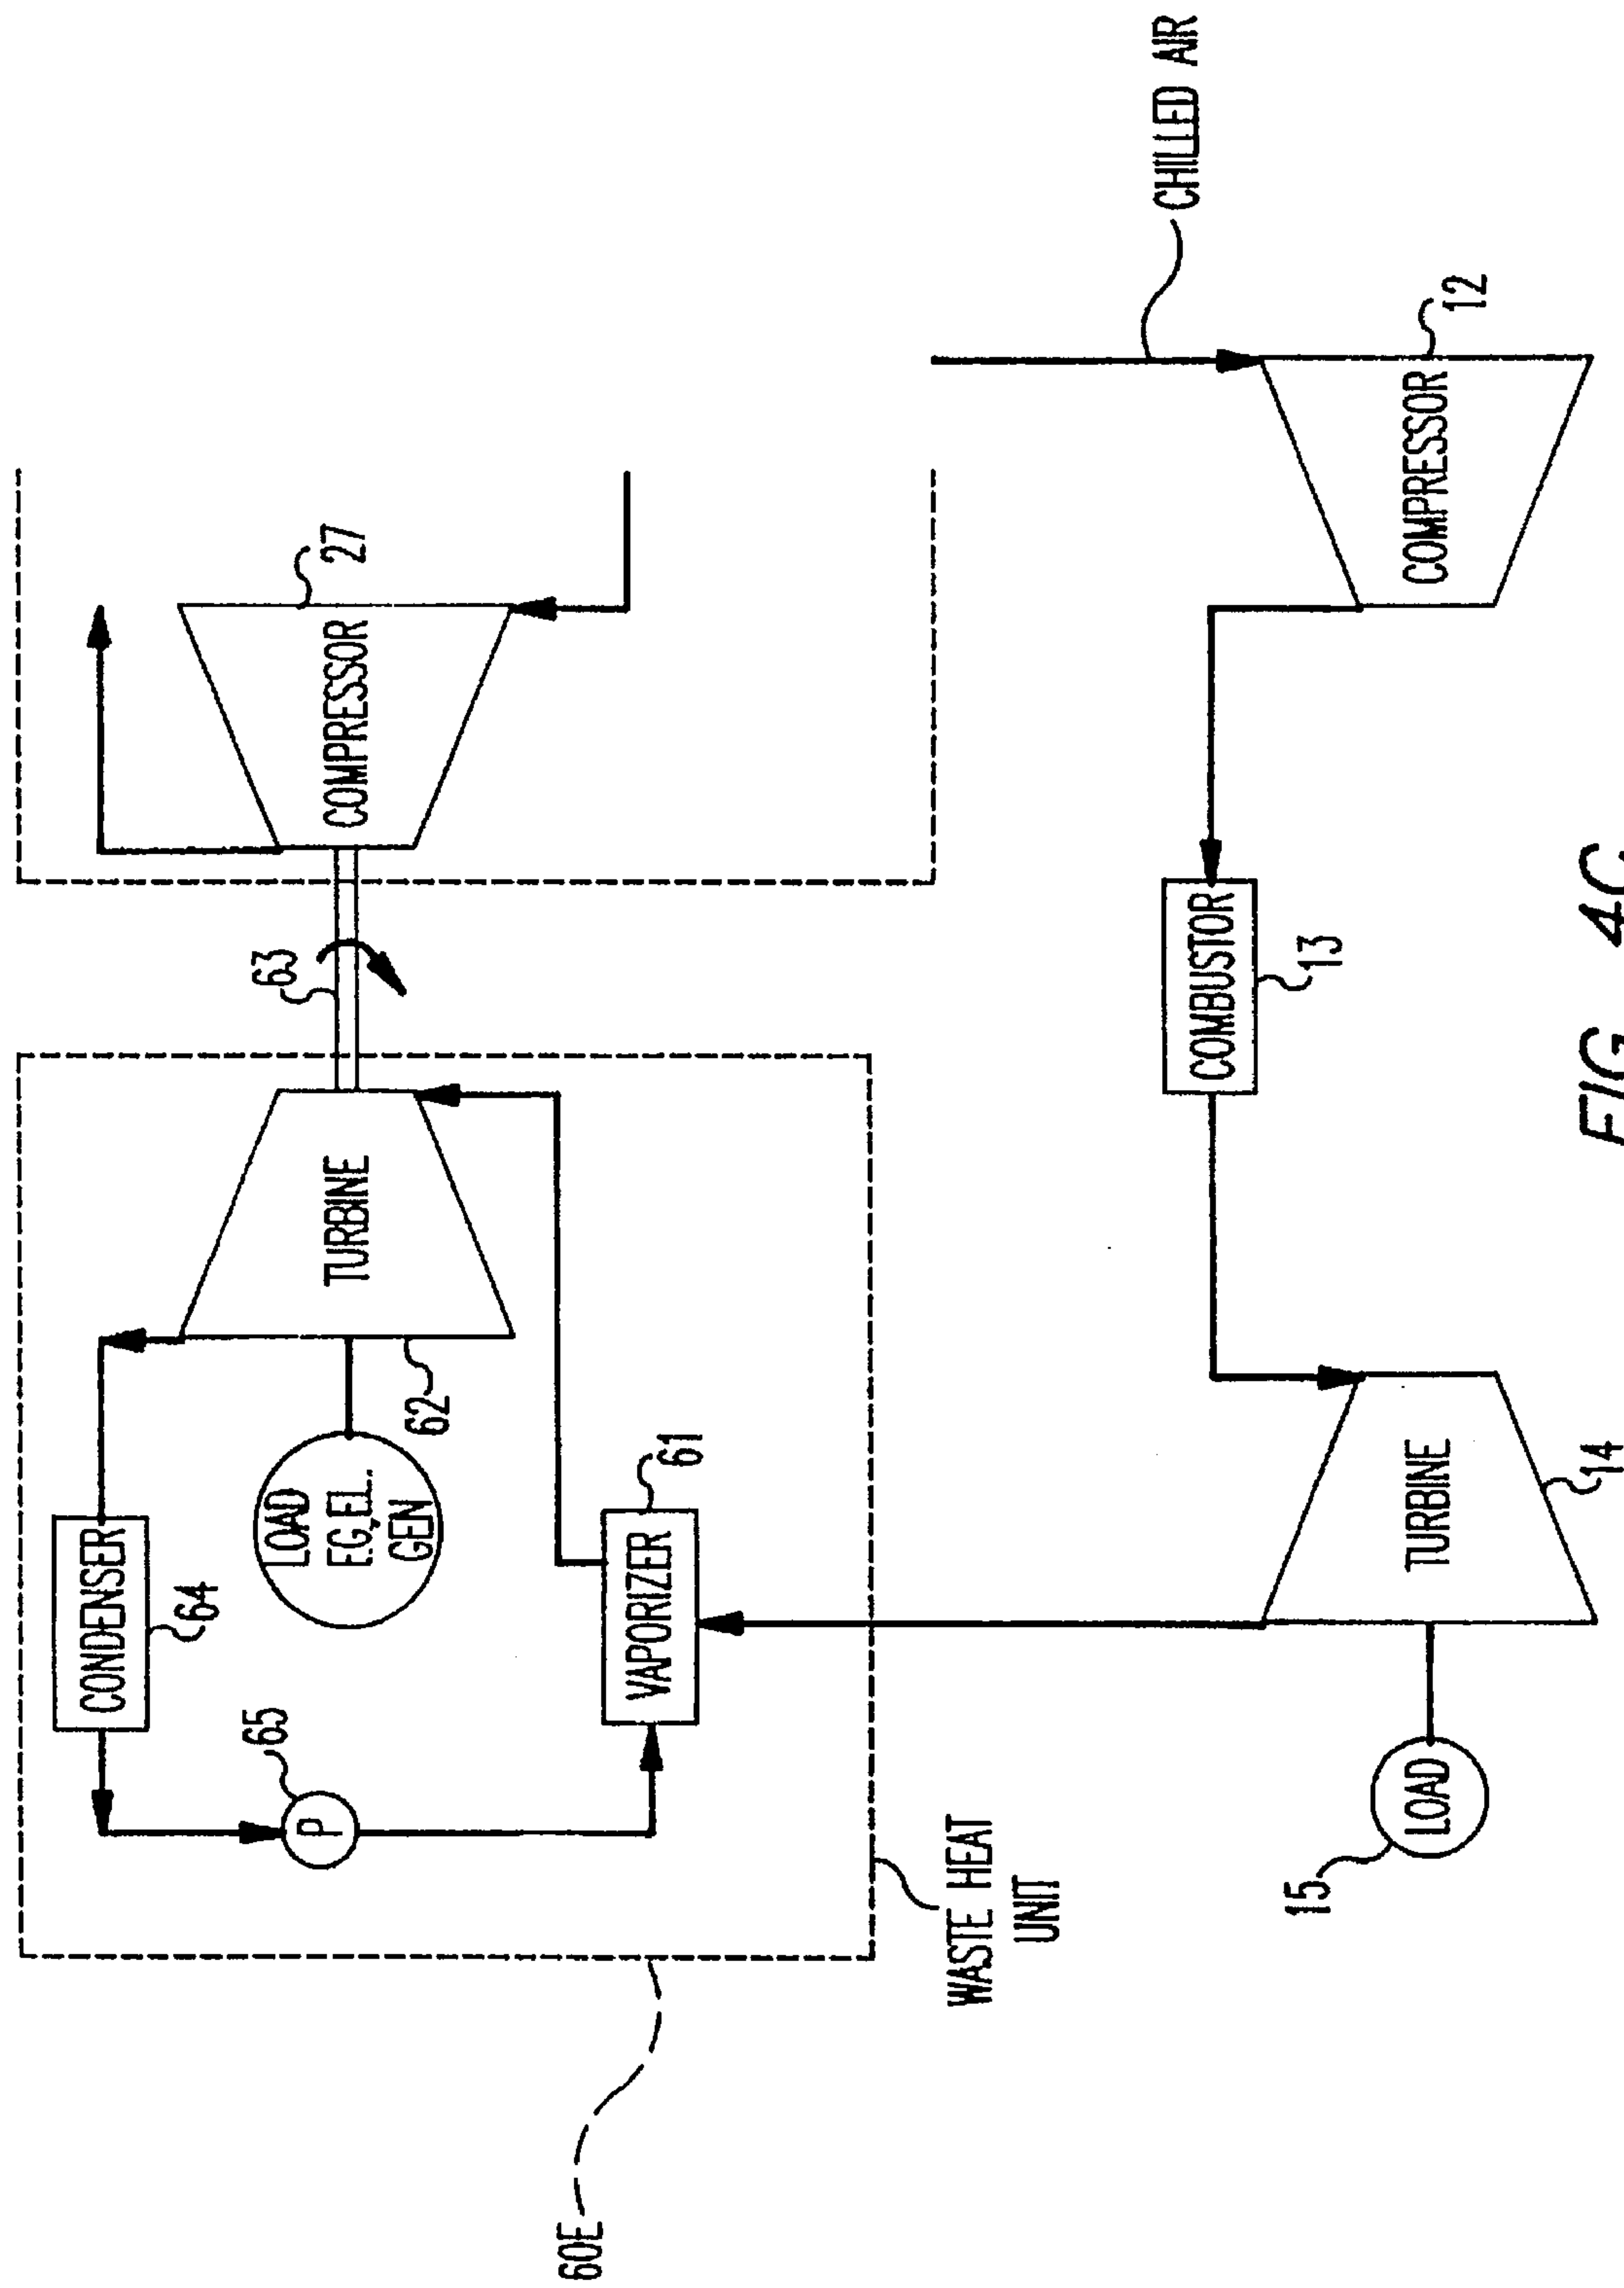 CONDENSER
64
65
P
LOAD
E.G. EL.
GEN
62
TURBINE
63
COMPRESSOR
27
60E
VAPORIZER
61
WASTE HEAT
UNIT
COMBUSTOR
13
CHILLED AIR
15
LOAD
TURBINE
14
COMPRESSOR
12
FIG. 4C